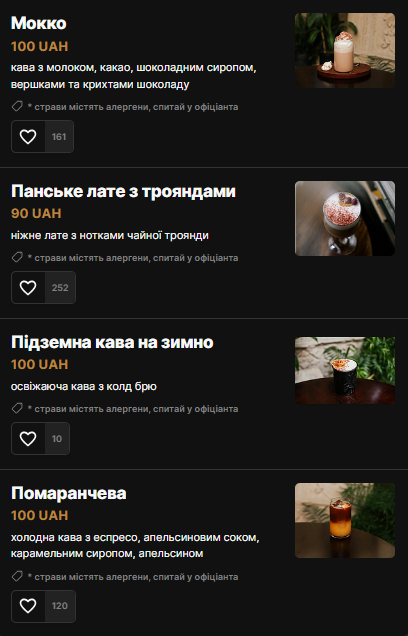 Мокко
100 UAH
кава з молоком, какао, шоколадним сиропом,
вершками та крихтами шоколаду
* страви містять алергени, спитай у офіціанта
161
Панське лате з трояндами
90 UAH
ніжне лате з нотками чайної троянди
* страви містять алергени, спитай у офіціанта
252
Підземна кава на зимно
100 UAH
освіжаюча кава з колд брю
* страви містять алергени, спитай у офіціанта
10
Помаранчева
100 UAH
холодна кава з еспресо, апельсиновим соком,
карамельним сиропом, апельсином
* страви містять алергени, спитай у офіціанта
120